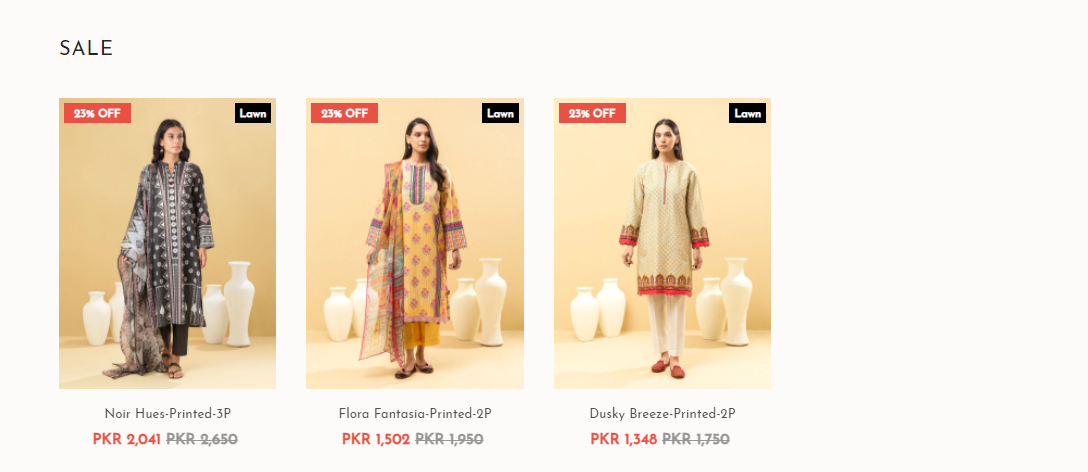 SALE
23% OFF
Lawn
23% OFF
Lawn
23% OFF
Lawn
Noir Hues-Printed-3P
PKR 2,041 PKR 2,650
Flora Fantasia-Printed-2P
PKR 1,502 PKR 1,950
Dusky Breeze-Printed-2P
PKR 1,348 PKR 1,750